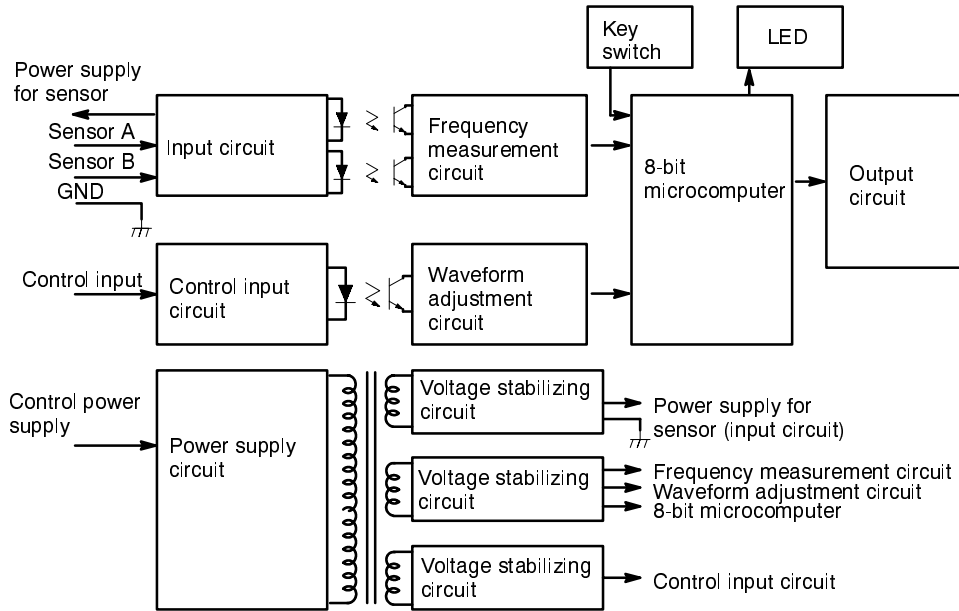 Key
switch
LED
Power supply
for sensor
Sensor A
Sensor B
GND
Input circuit
Frequency
measurement
circuit
8-bit
microcomputer
Output
circuit
Control input
Control input
circuit
Waveform
adjustment
circuit
Control power
supply
Power supply
circuit
Voltage stabilizing
circuit
Power supply for
sensor (input circuit)
Voltage stabilizing
circuit
Frequency measurement circuit
Waveform adjustment circuit
8-bit microcomputer
Voltage stabilizing
circuit
Control input circuit